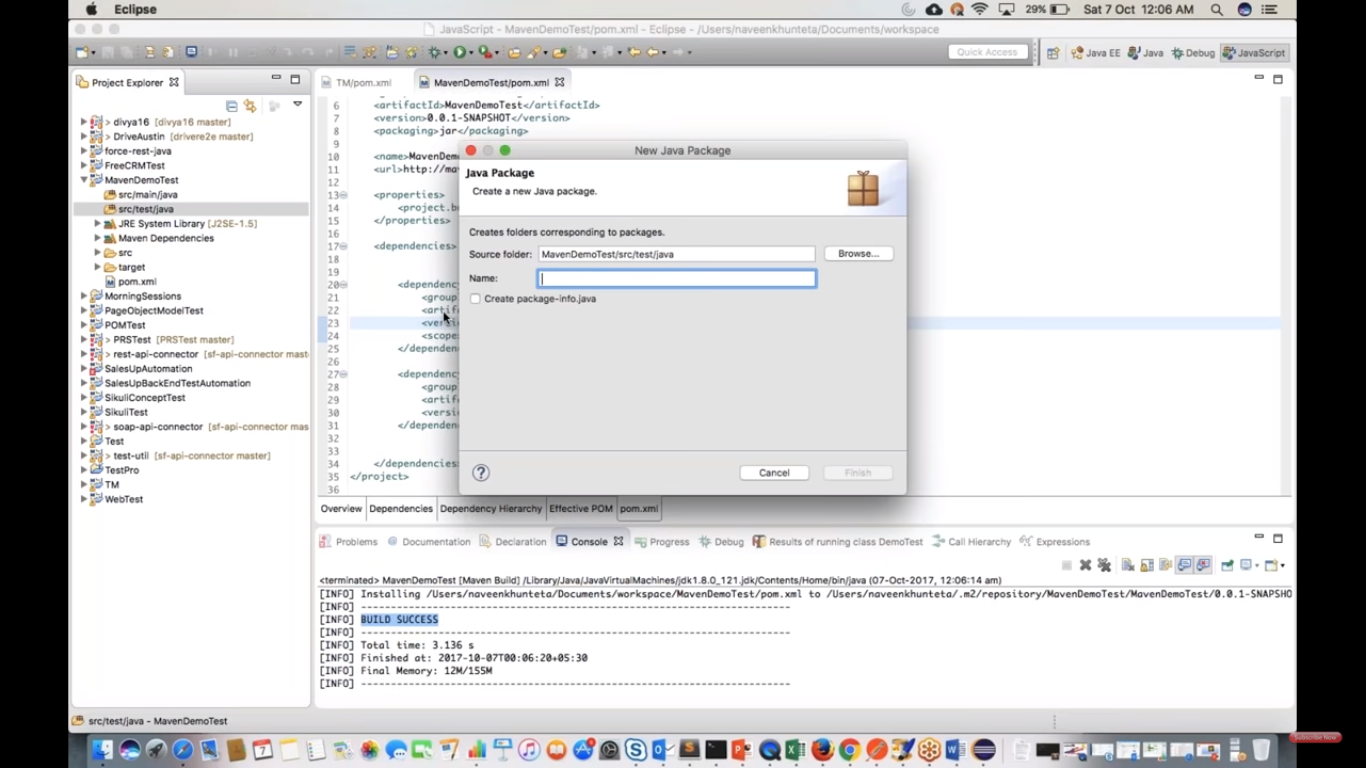 Eclipse
29%
Sat 7 Oct 12:06 AM
JavaScript - MavenDemoTest/pom.xml - Eclipse - /Users/naveenkhunteta/Documents/workspace
Quick Access
Java EE
Java
Debug
JavaScript
Project Explorer
TM/pom.xml
MavenDemoTest/pom.xml
> divya16 [divya16 master]
> DriveAustin [drivere2e master]
force-rest-java
FreeCRMTest
MavenDemoTest
src/main/java
src/test/java
JRE System Library [J2SE-1.5]
Maven Dependencies
src
target
pom.xml
MorningSessions
PageObjectModelTest
POMTest
> PRSTest [PRSTest master]
> rest-api-connector [sf-api-connector mast
SalesUpAutomation
SalesUpBackEndTestAutomation
SikuliConceptTest
SikuliTest
> soap-api-connector [sf-api-connector mas
Test
> test-util [sf-api-connector master]
TestPro
TM
WebTest
6 <artifactId>MavenDemoTest</artifactId>
7 <version>0.0.1-SNAPSHOT</version>
8 <packaging>jar</packaging>
9
10 <name>MavenDem
11 <url>http://ma
12
13 <properties>
14 <project.b
15 </properties>
16
17 <dependencies>
18
19
20 <dependency
21 <group
22 <artif
23 <versi
24 <scope
25 </dependen
26
27 <dependency
28 <group
29 <artif
30 <versi
31 </dependen
32
33
34 </dependencies>
35 </project>
36
New Java Package
Java Package
Create a new Java package.
Creates folders corresponding to packages.
Source folder: MavenDemoTest/src/test/java Browse...
Name:
Create package-info.java
? Cancel Finish
Overview Dependencies Dependency Hierarchy Effective POM pom.xml
Problems @ Documentation Declaration Console Progress Debug Results of running class DemoTest Call Hierarchy Expressions
<terminated> MavenDemoTest [Maven Build] /Library/Java/JavaVirtualMachines/jdk1.8.0_121.jdk/Contents/Home/bin/java (07-Oct-2017, 12:06:14 am)
[INFO] Installing /Users/naveenkhunteta/Documents/workspace/MavenDemoTest/pom.xml to /Users/naveenkhunteta/.m2/repository/MavenDemoTest/MavenDemoTest/0.0.1-SNAPSHO
[INFO] ------------------------------------------------------------------------
[INFO] BUILD SUCCESS
[INFO] ------------------------------------------------------------------------
[INFO] Total time: 3.136 s
[INFO] Finished at: 2017-10-07T00:06:20+05:30
[INFO] Final Memory: 12M/155M
[INFO] ------------------------------------------------------------------------
src/test/java - MavenDemoTest
Subscribe Now